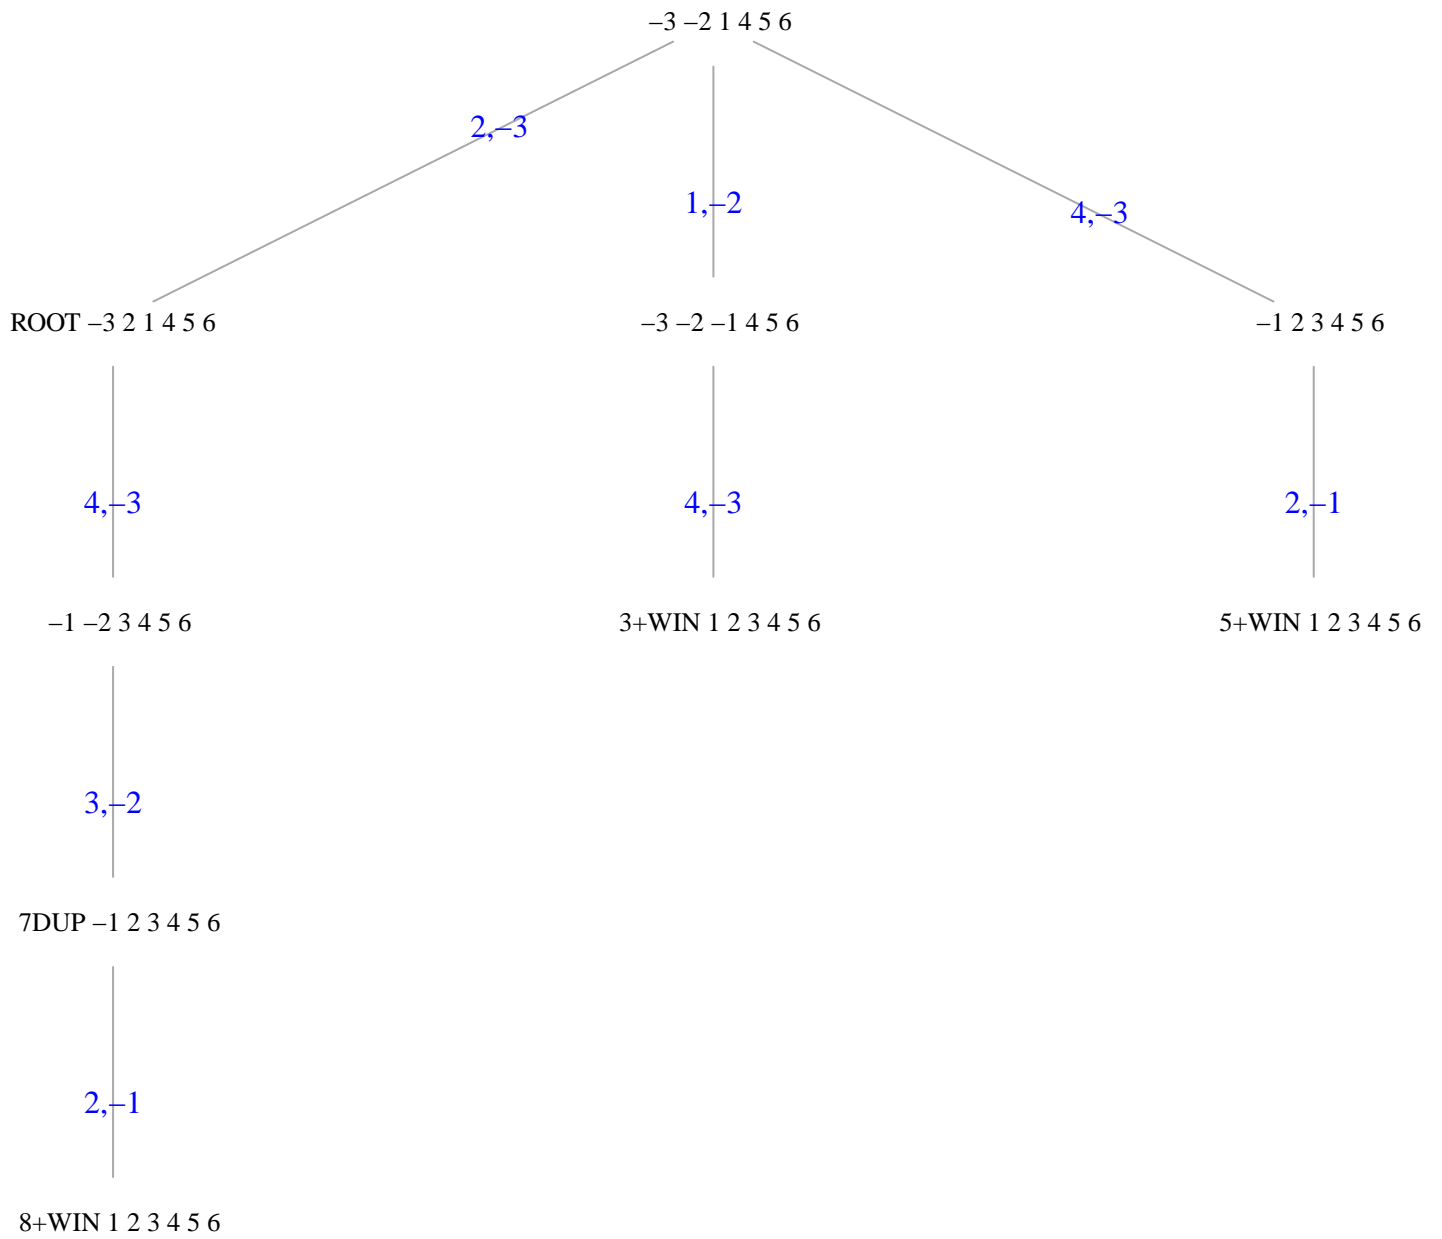 –3 –2 1 4 5 6
2,–3
1,–2
4,–3
ROOT –3 2 1 4 5 6
–3 –2 –1 4 5 6
–1 2 3 4 5 6
4,–3
4,–3
2,–1
–1 –2 3 4 5 6
3+WIN 1 2 3 4 5 6
5+WIN 1 2 3 4 5 6
3,–2
7DUP –1 2 3 4 5 6
2,–1
8+WIN 1 2 3 4 5 6